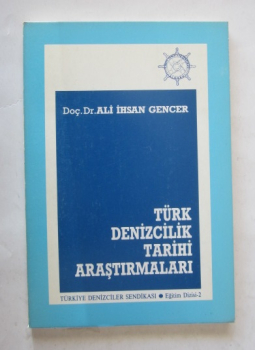 Doç.Dr.ALİ İHSAN GENCER
TÜRK
DENİZCİLİK
TARİHİ
ARAŞTIRMALARI
TÜRKİYE DENİZCİLER SENDİKASI ● Eğitim Dizisi-2